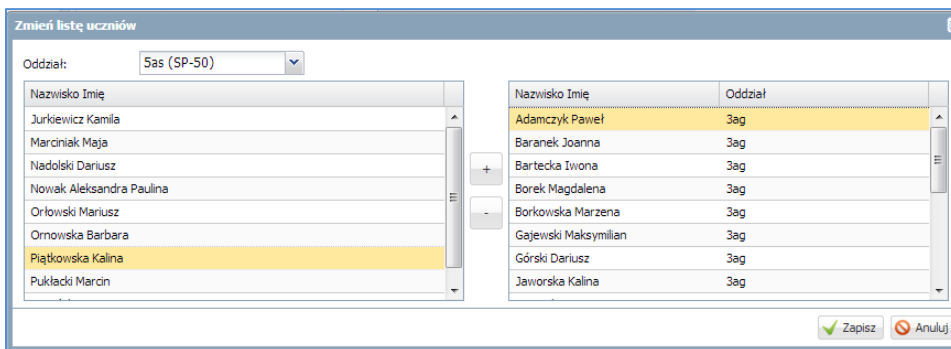 Zmień listę uczniów
Oddział: 5as (SP-50)
Nazwisko Imię
Jurkiewicz Kamila
Marciniak Maja
Nadolski Dariusz
Nowak Aleksandra Paulina
Orłowski Mariusz
Ornowska Barbara
Piątkowska Kalina
Pukłacki Marcin
+
-
Nazwisko Imię Oddział
Adamczyk Paweł 3ag
Baranek Joanna 3ag
Bartecka Iwona 3ag
Borek Magdalena 3ag
Borkowska Marzena 3ag
Gajewski Maksymilian 3ag
Górski Dariusz 3ag
Jaworska Kalina 3ag
Zapisz Anuluj